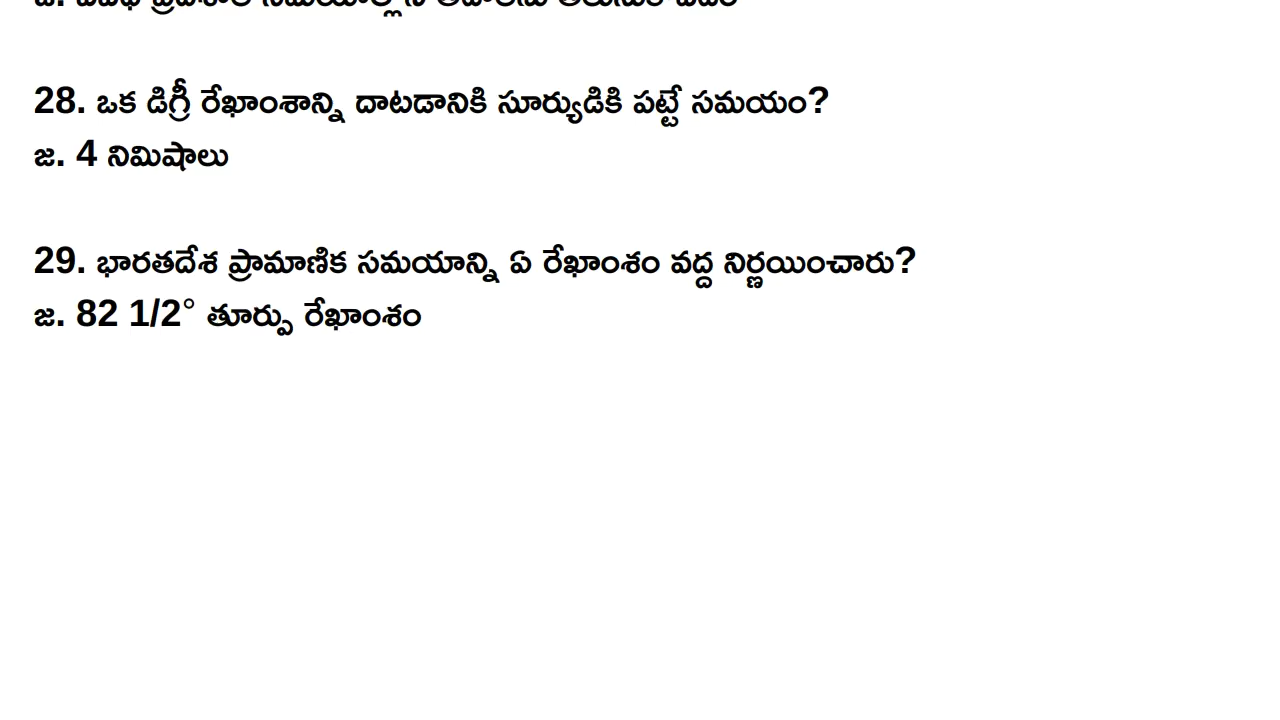 28. ఒక డిగ్రీ రేఖాంశాన్ని దాటడానికి సూర్యుడికి పట్టే సమయం?
జ. 4 నిమిషాలు
29. భారతదేశ ప్రామాణిక సమయాన్ని ఏ రేఖాంశం వద్ద నిర్ణయించారు?
జ. 82 1/2° తూర్పు రేఖాంశం